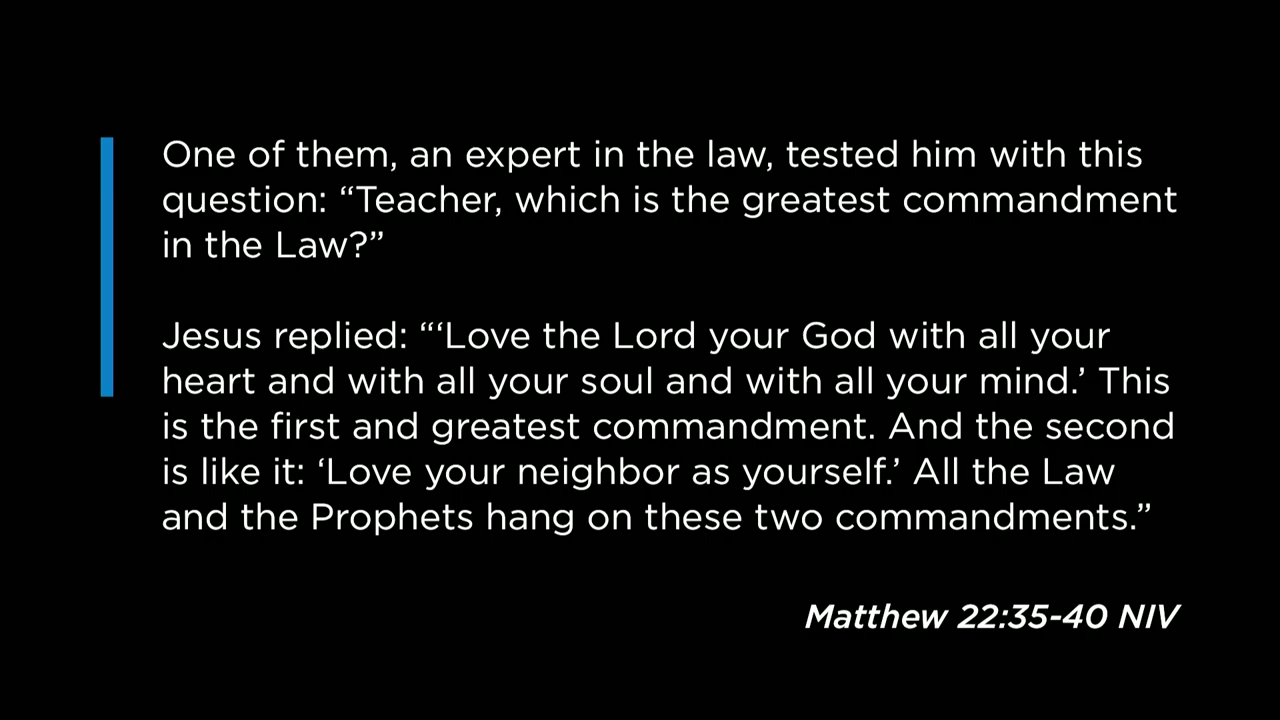 One of them, an expert in the law, tested him with this
question: “Teacher, which is the greatest commandment
in the Law?”
Jesus replied: “‘Love the Lord your God with all your
heart and with all your soul and with all your mind.’ This
is the first and greatest commandment. And the second
is like it: ‘Love your neighbor as yourself.’ All the Law
and the Prophets hang on these two commandments.”
Matthew 22:35-40 NIV